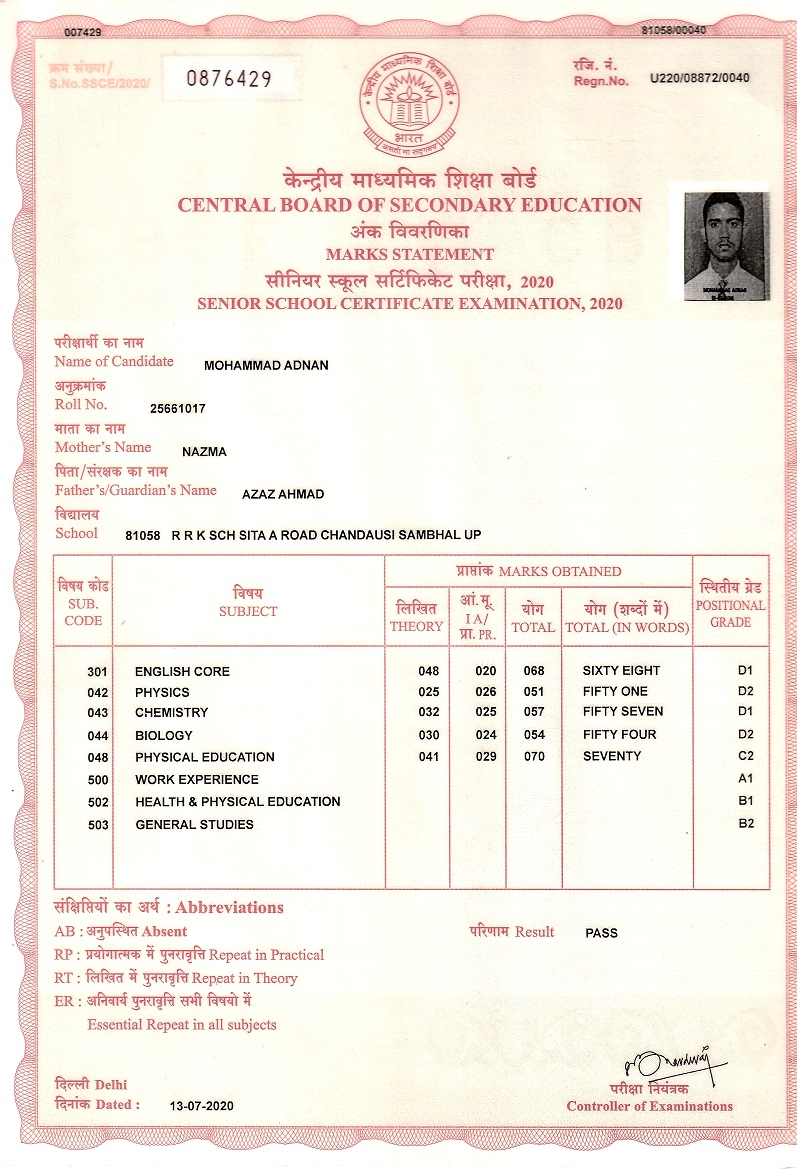 007429
81058/00040
क्रम संख्या/
S.No.SSCE/2020/
0876429
रजि. नं.
Regn.No. U220/08872/0040
केन्द्रीय माध्यमिक शिक्षा बोर्ड
भारत
केन्द्रीय माध्यमिक शिक्षा बोर्ड
CENTRAL BOARD OF SECONDARY EDUCATION
अंक विवरणिका
MARKS STATEMENT
सीनियर स्कूल सर्टिफिकेट परीक्षा, 2020
SENIOR SCHOOL CERTIFICATE EXAMINATION, 2020
MOHAMMAD ADNAN
परीक्षार्थी का नाम
Name of Candidate MOHAMMAD ADNAN
अनुक्रमांक
Roll No. 25661017
माता का नाम
Mother's Name NAZMA
पिता/संरक्षक का नाम
Father's/Guardian's Name AZAZ AHMAD
विद्यालय
School 81058 R R K SCH SITA A ROAD CHANDAUSI SAMBHAL UP
विषय कोड
SUB.
CODE
विषय
SUBJECT
प्राप्तांक MARKS OBTAINED
लिखित
THEORY
आं.मू.
I A/
प्रा. PR.
योग
TOTAL
योग (शब्दों में)
TOTAL (IN WORDS)
स्थितीय ग्रेड
POSITIONAL
GRADE
301 ENGLISH CORE 048 020 068 SIXTY EIGHT D1
042 PHYSICS 025 026 051 FIFTY ONE D2
043 CHEMISTRY 032 025 057 FIFTY SEVEN D1
044 BIOLOGY 030 024 054 FIFTY FOUR D2
048 PHYSICAL EDUCATION 041 029 070 SEVENTY C2
500 WORK EXPERIENCE A1
502 HEALTH & PHYSICAL EDUCATION B1
503 GENERAL STUDIES B2
संक्षिप्तियों का अर्थ : Abbreviations
AB : अनुपस्थित Absent
परिणाम Result PASS
RP : प्रयोगात्मक में पुनरावृत्ति Repeat in Practical
RT : लिखित में पुनरावृत्ति Repeat in Theory
ER : अनिवार्य पुनरावृत्ति सभी विषयो में
Essential Repeat in all subjects
दिल्ली Delhi
दिनांक Dated : 13-07-2020
परीक्षा नियंत्रक
Controller of Examinations